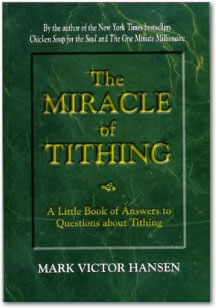 By the author of the New York Times bestsellers
Chicken Soup for the Soul and The One Minute Millionaire.
The
MIRACLE
of
TITHING
A Little Book of Answers to
Questions about Tithing
MARK VICTOR HANSEN